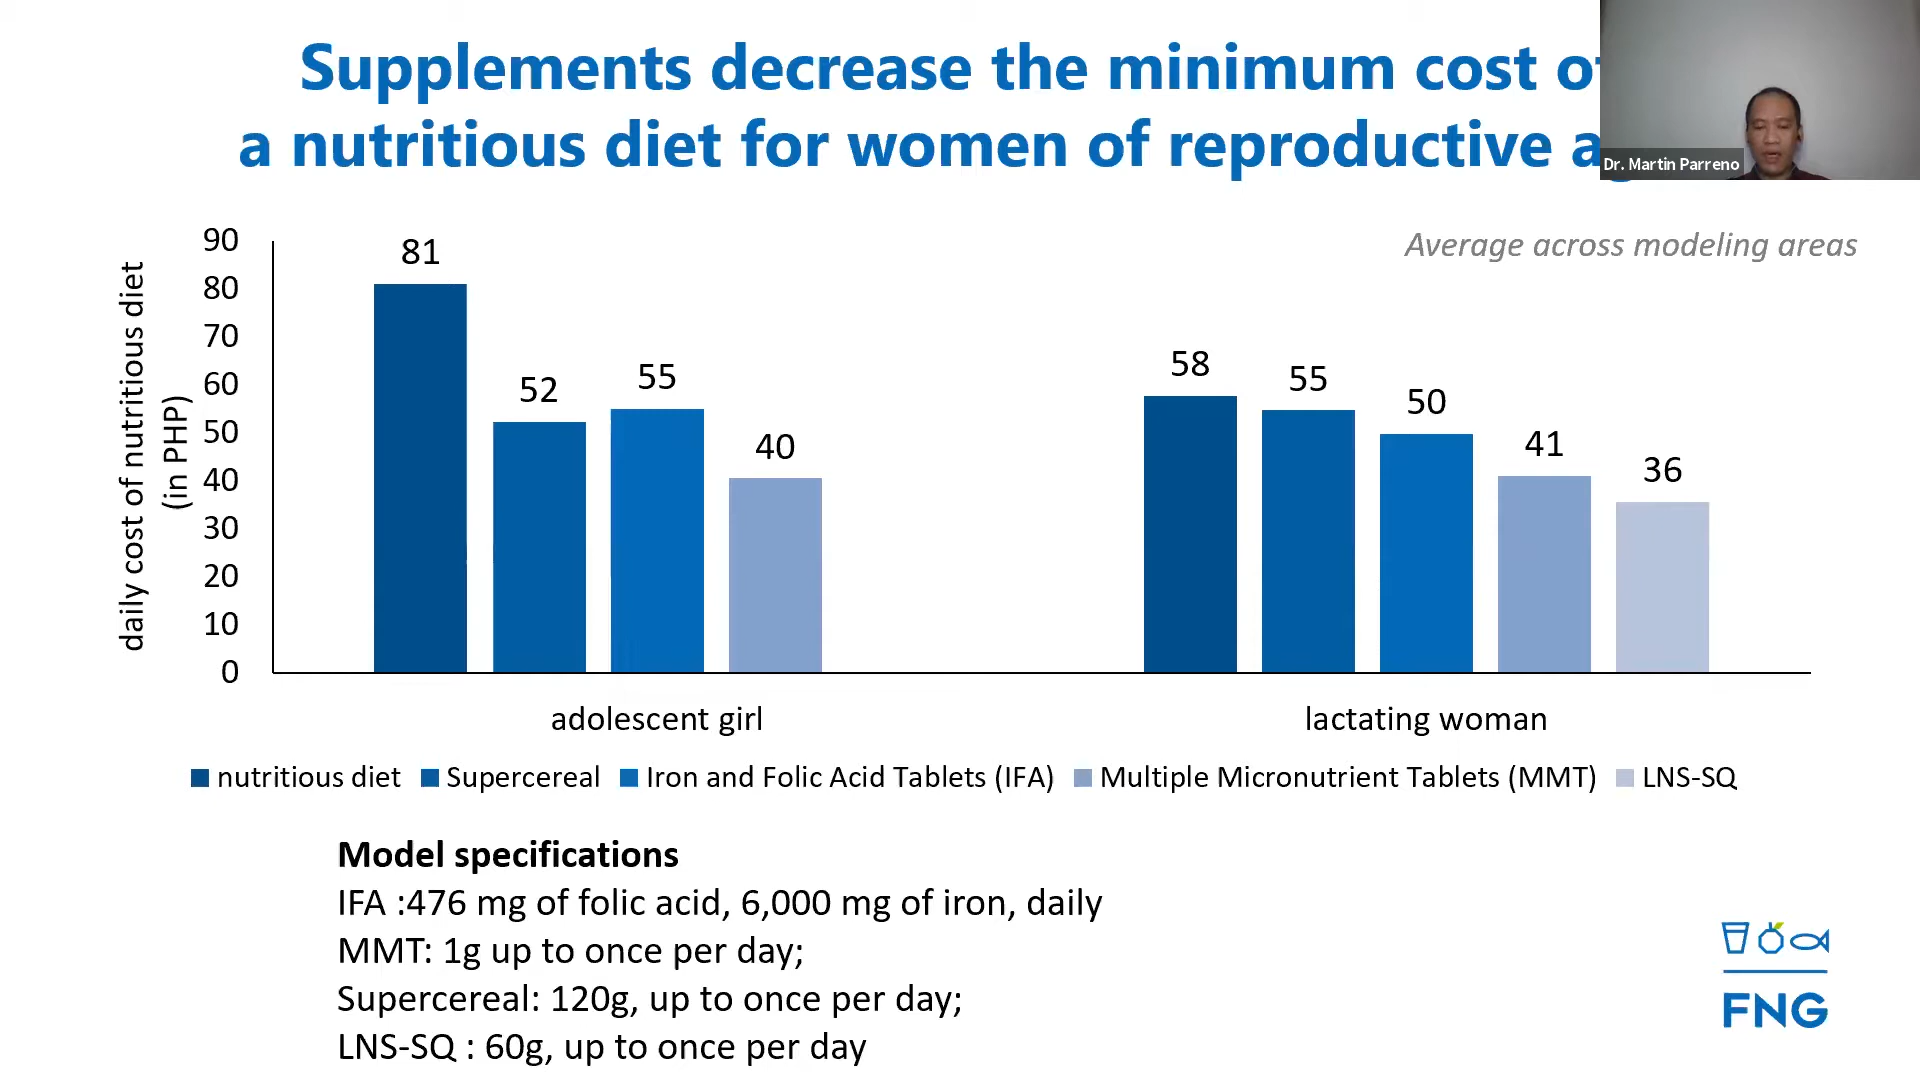 Supplements decrease the minimum cost of
a nutritious diet for women of reproductive
Dr. Martin Parreno
Average across modeling areas
daily cost of nutritious diet
(in PHP)
90
80
70
60
50
40
30
20
10
0
81
52
55
40
58
55
50
41
36
adolescent girl
lactating woman
nutritious diet
Supercereal
Iron and Folic Acid Tablets (IFA)
Multiple Micronutrient Tablets (MMT)
LNS-SQ
Model specifications
IFA :476 mg of folic acid, 6,000 mg of iron, daily
MMT: 1g up to once per day;
Supercereal: 120g, up to once per day;
LNS-SQ : 60g, up to once per day
FNG